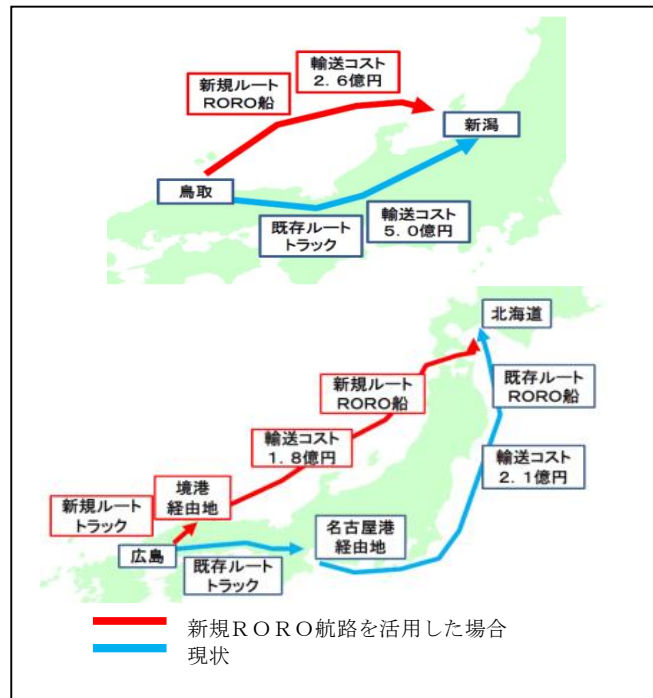 輸送コスト
2.6億円
新規ルート
RORO船
新潟
鳥取
既存ルート
トラック
輸送コスト
5.0億円
北海道
新規ルート
RORO船
既存ルート
RORO船
輸送コスト
1.8億円
輸送コスト
2.1億円
境港
経由地
新規ルート
トラック
名古屋港
経由地
広島
既存ルート
トラック
新規RORO航路を活用した場合
現状